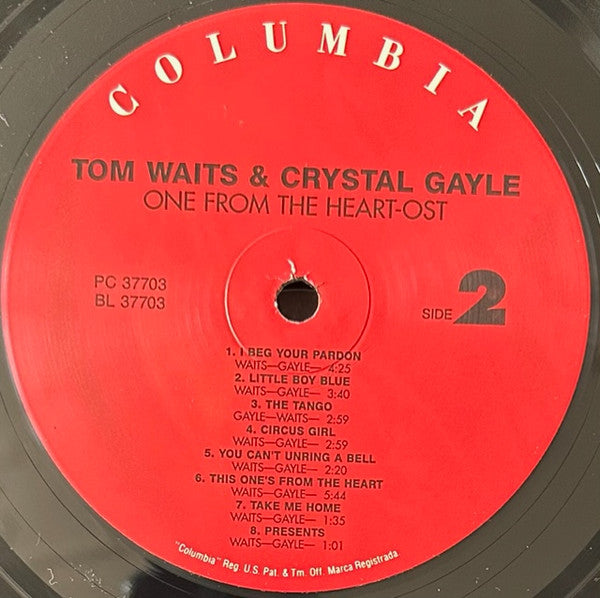 COLUMBIA
TOM WAITS & CRYSTAL GAYLE
ONE FROM THE HEART-OST
PC 37703
BL 37703
SIDE 2
1. I BEG YOUR PARDON
WAITS—GAYLE— 4:25
2. LITTLE BOY BLUE
WAITS—GAYLE— 3:40
3. THE TANGO
GAYLE—WAITS— 2:59
4. CIRCUS GIRL
WAITS—GAYLE— 2:59
5. YOU CAN'T UNRING A BELL
WAITS—GAYLE— 2:20
6. THIS ONE'S FROM THE HEART
WAITS—GAYLE— 5:44
7. TAKE ME HOME
WAITS—GAYLE— 1:35
8. PRESENTS
WAITS—GAYLE— 1:01
"Columbia" Reg. U.S. Pat. & Tm. Off. Marca Registrada.